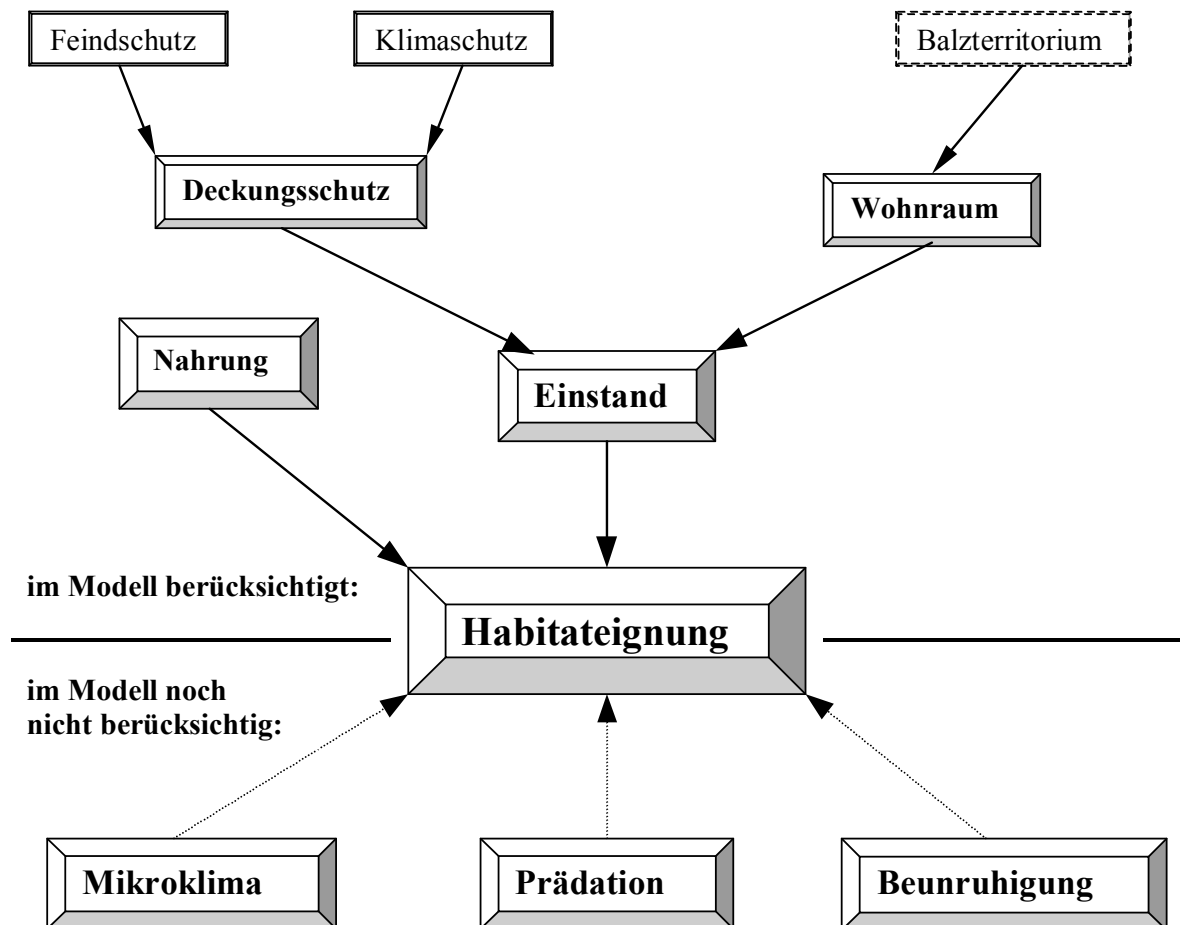 Feindschutz
Klimaschutz
Balzterritorium
Deckungsschutz
Wohnraum
Nahrung
Einstand
im Modell berücksichtigt:
Habitateignung
im Modell noch
nicht berücksichtig:
Mikroklima
Prädation
Beunruhigung